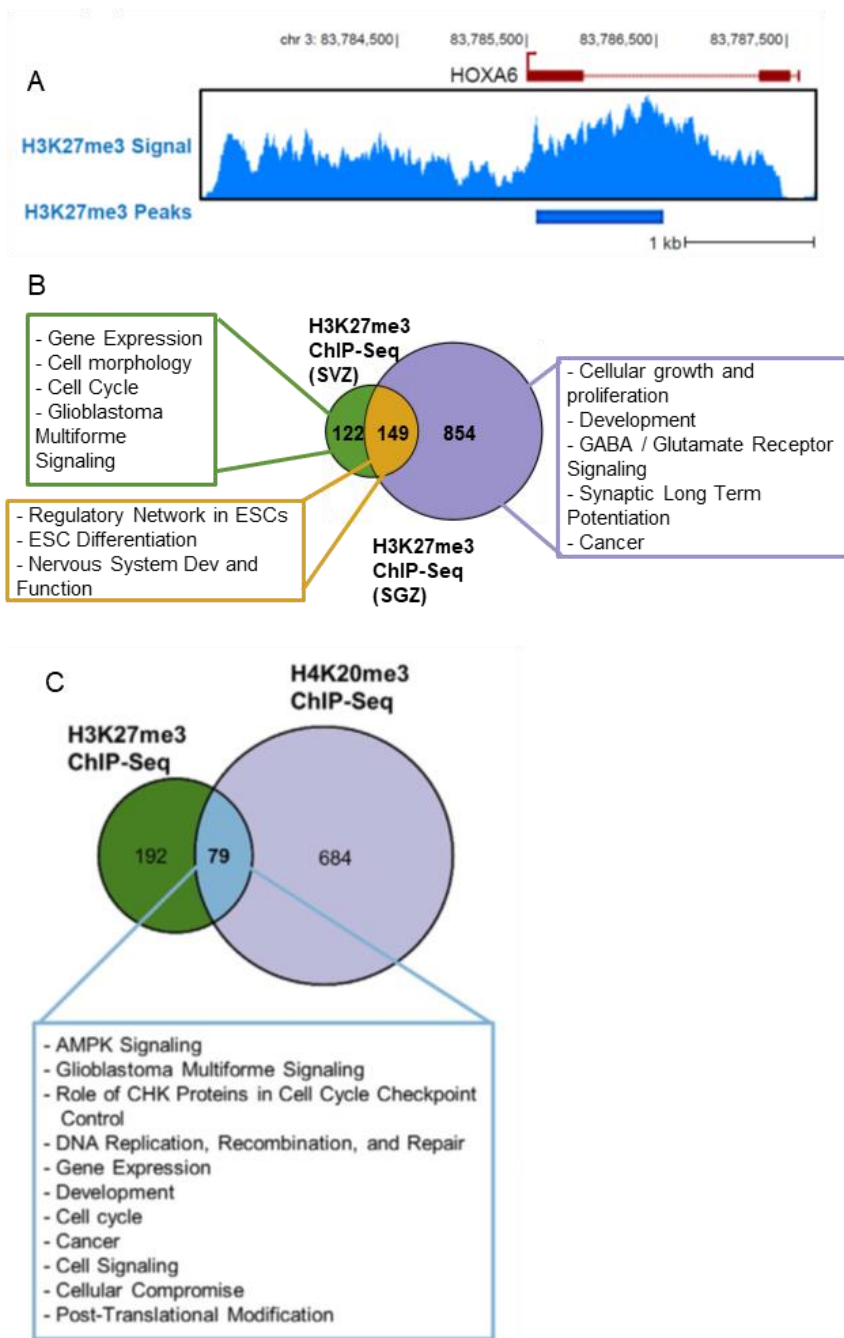 chr 3: 83,784,500| 83,785,500| 83,786,500| 83,787,500|
HOXA6
A
H3K27me3 Signal
H3K27me3 Peaks
1 kb
B
- Gene Expression
- Cell morphology
- Cell Cycle
- Glioblastoma
Multiforme
Signaling
H3K27me3
ChIP-Seq
(SVZ)
122 149 854
- Cellular growth and
proliferation
- Development
- GABA / Glutamate Receptor
Signaling
- Synaptic Long Term
Potentiation
- Cancer
- Regulatory Network in ESCs
- ESC Differentiation
- Nervous System Dev and
Function
H3K27me3
ChIP-Seq
(SGZ)
C
H4K20me3
ChIP-Seq
H3K27me3
ChIP-Seq
192 79 684
- AMPK Signaling
- Glioblastoma Multiforme Signaling
- Role of CHK Proteins in Cell Cycle Checkpoint
Control
- DNA Replication, Recombination, and Repair
- Gene Expression
- Development
- Cell cycle
- Cancer
- Cell Signaling
- Cellular Compromise
- Post-Translational Modification